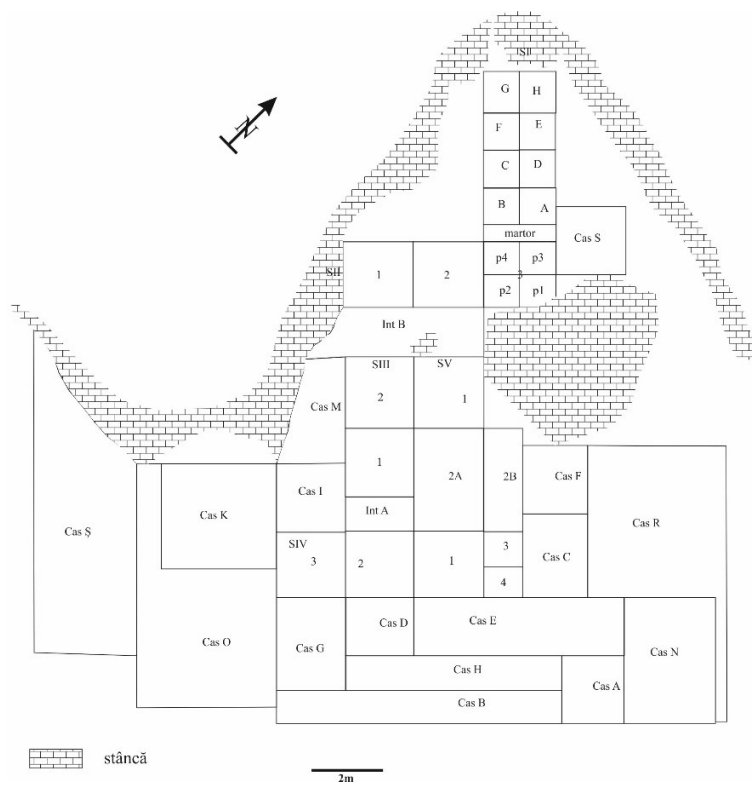 SI
G H
F E
N
C D
B A
martor
Cas S
p4 p3
SII
1 2 3
p2 p1
Int B
SIII SV
2 1
Cas M
1 2A 2B Cas F
Cas I
Cas K
Int A
Cas R
Cas Ș
SIV
3 2 1 3
Cas C
4
Cas D Cas E
Cas O Cas G Cas N
Cas H
Cas A
Cas B
stâncă
2m